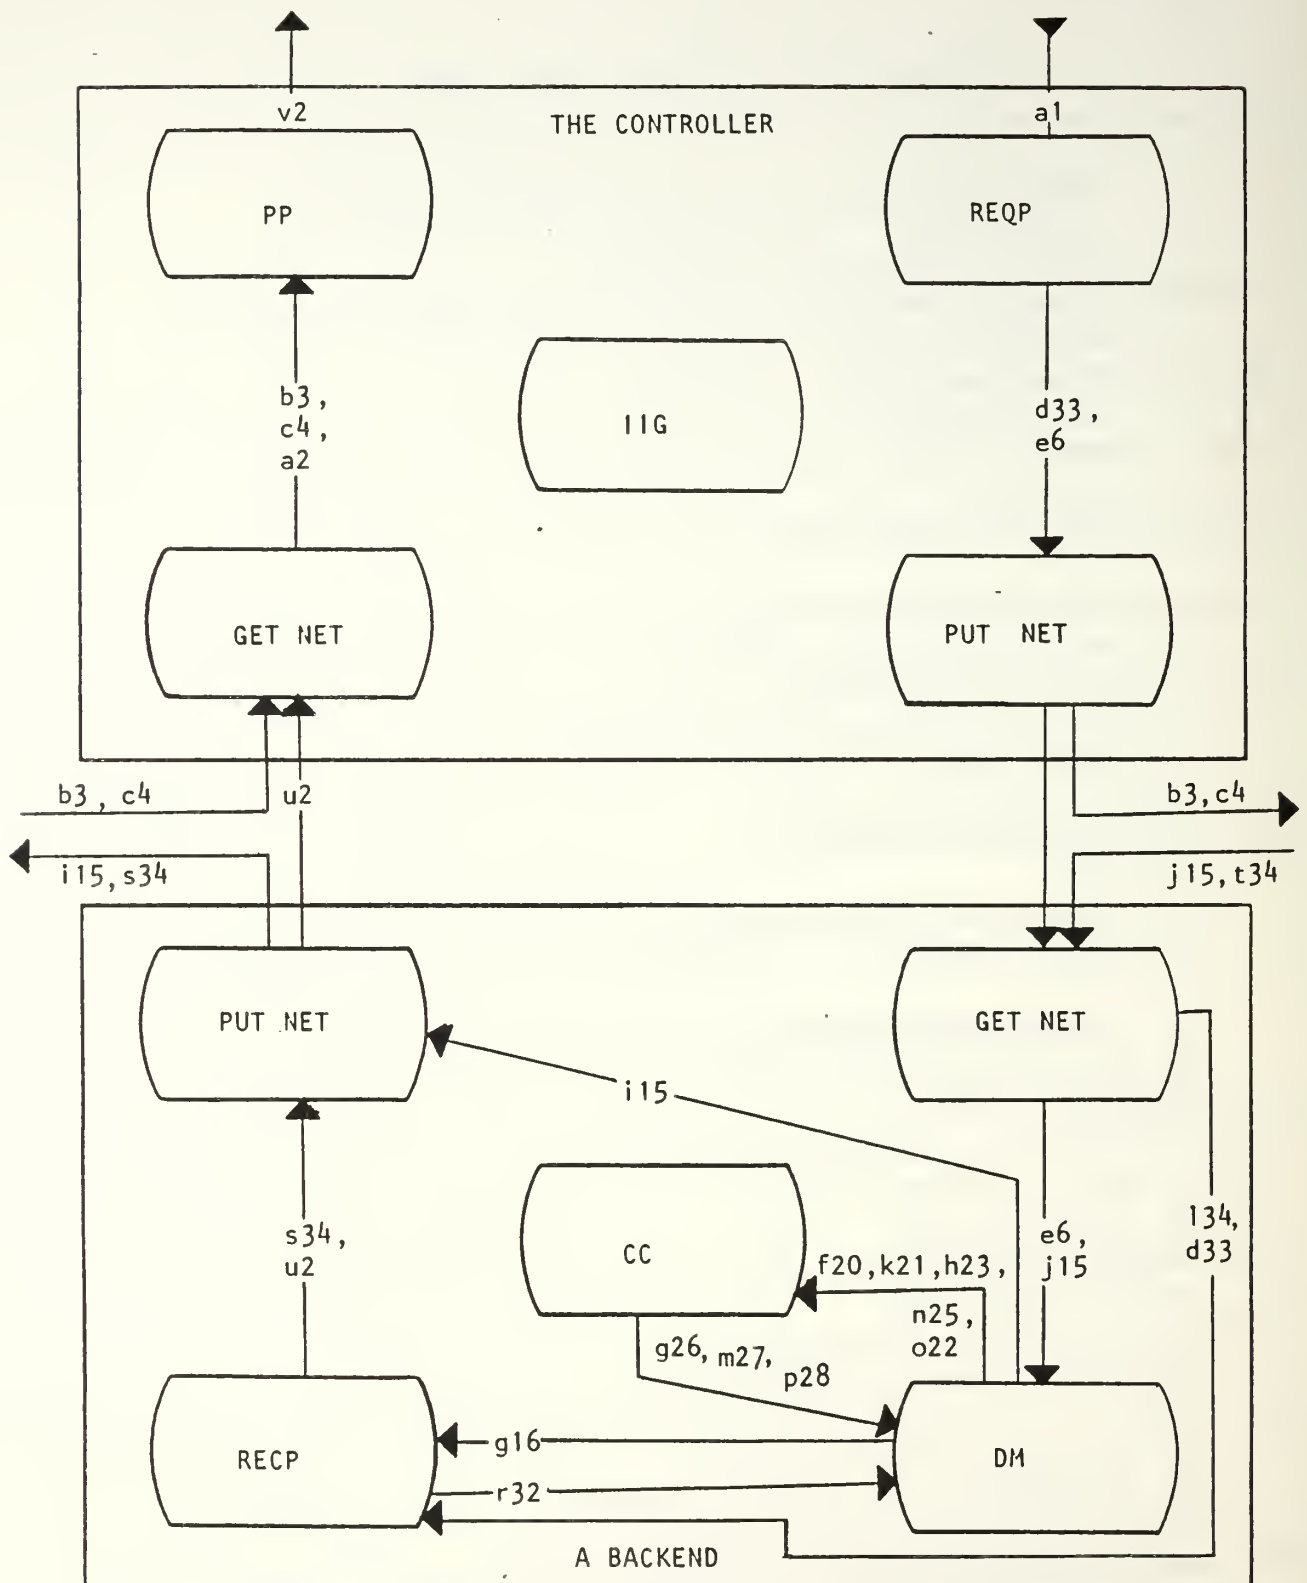 v2
THE CONTROLLER
a1
PP
REQP
b3,
c4,
a2
IIG
d33,
e6
GET NET
PUT NET
b3, c4
u2
b3,c4
i15,s34
j15,t34
PUT NET
GET NET
i15
s34,
u2
CC
e6,
j15
l34,
d33
f20,k21,h23,
n25,
o22
g26, m27,
p28
RECP
g16
DM
r32
A BACKEND